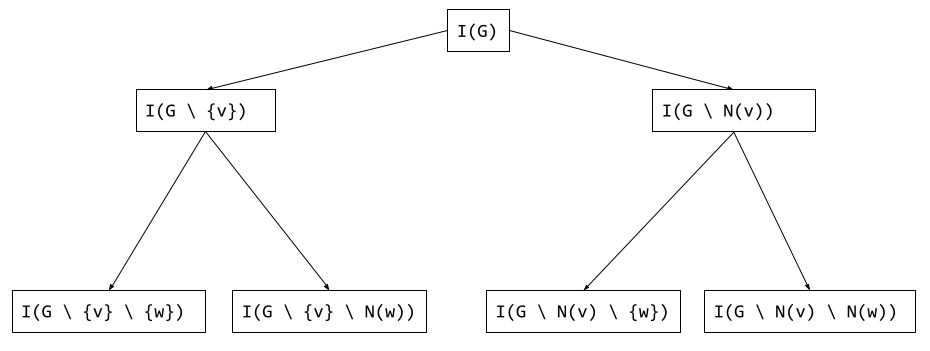 I(G)
I(G \ {v})
I(G \ N(v))
I(G \ {v} \ {w})
I(G \ {v} \ N(w))
I(G \ N(v) \ {w})
I(G \ N(v) \ N(w))